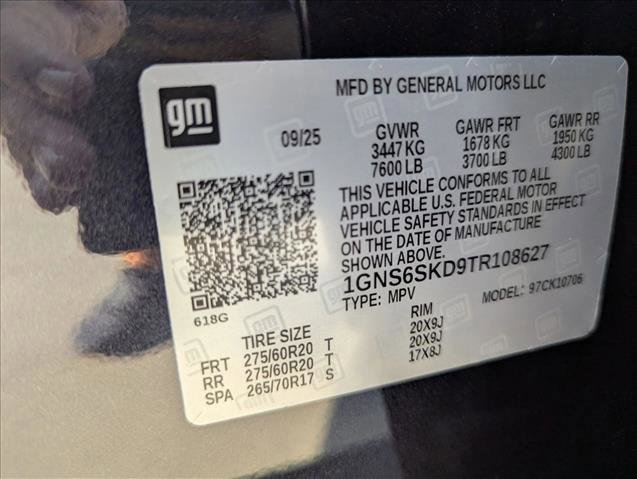 MFD BY GENERAL MOTORS LLC
gm
09/25
GVWR GAWR FRT GAWR RR
3447 KG 1678 KG 1950 KG
7600 LB 3700 LB 4300 LB
THIS VEHICLE CONFORMS TO ALL
APPLICABLE U.S. FEDERAL MOTOR
VEHICLE SAFETY STANDARDS IN EFFECT
ON THE DATE OF MANUFACTURE
SHOWN ABOVE.
1GNS6SKD9TR108627
TYPE: MPV MODEL: 97CK10706
618G
TIRE SIZE RIM
FRT 275/60R20 T 20X9J
RR 275/60R20 T 20X9J
SPA 265/70R17 S 17X8J